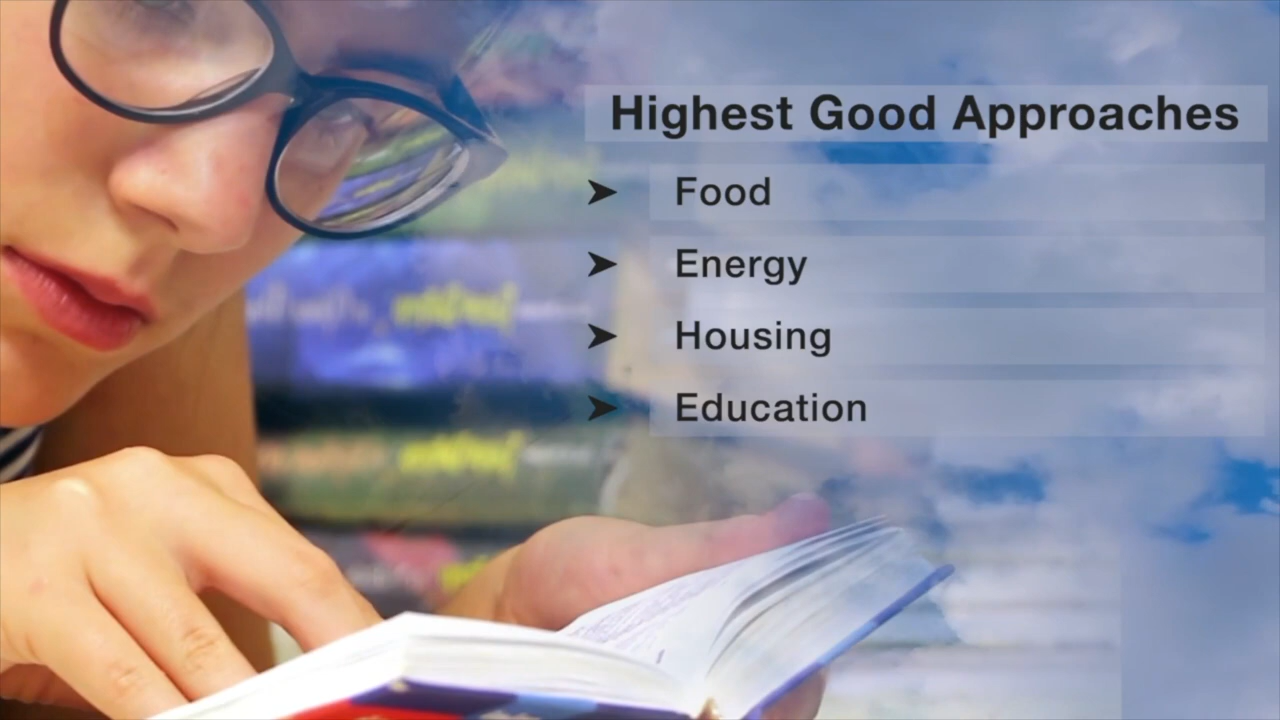 Highest Good Approaches
➤ Food
➤ Energy
➤ Housing
➤ Education